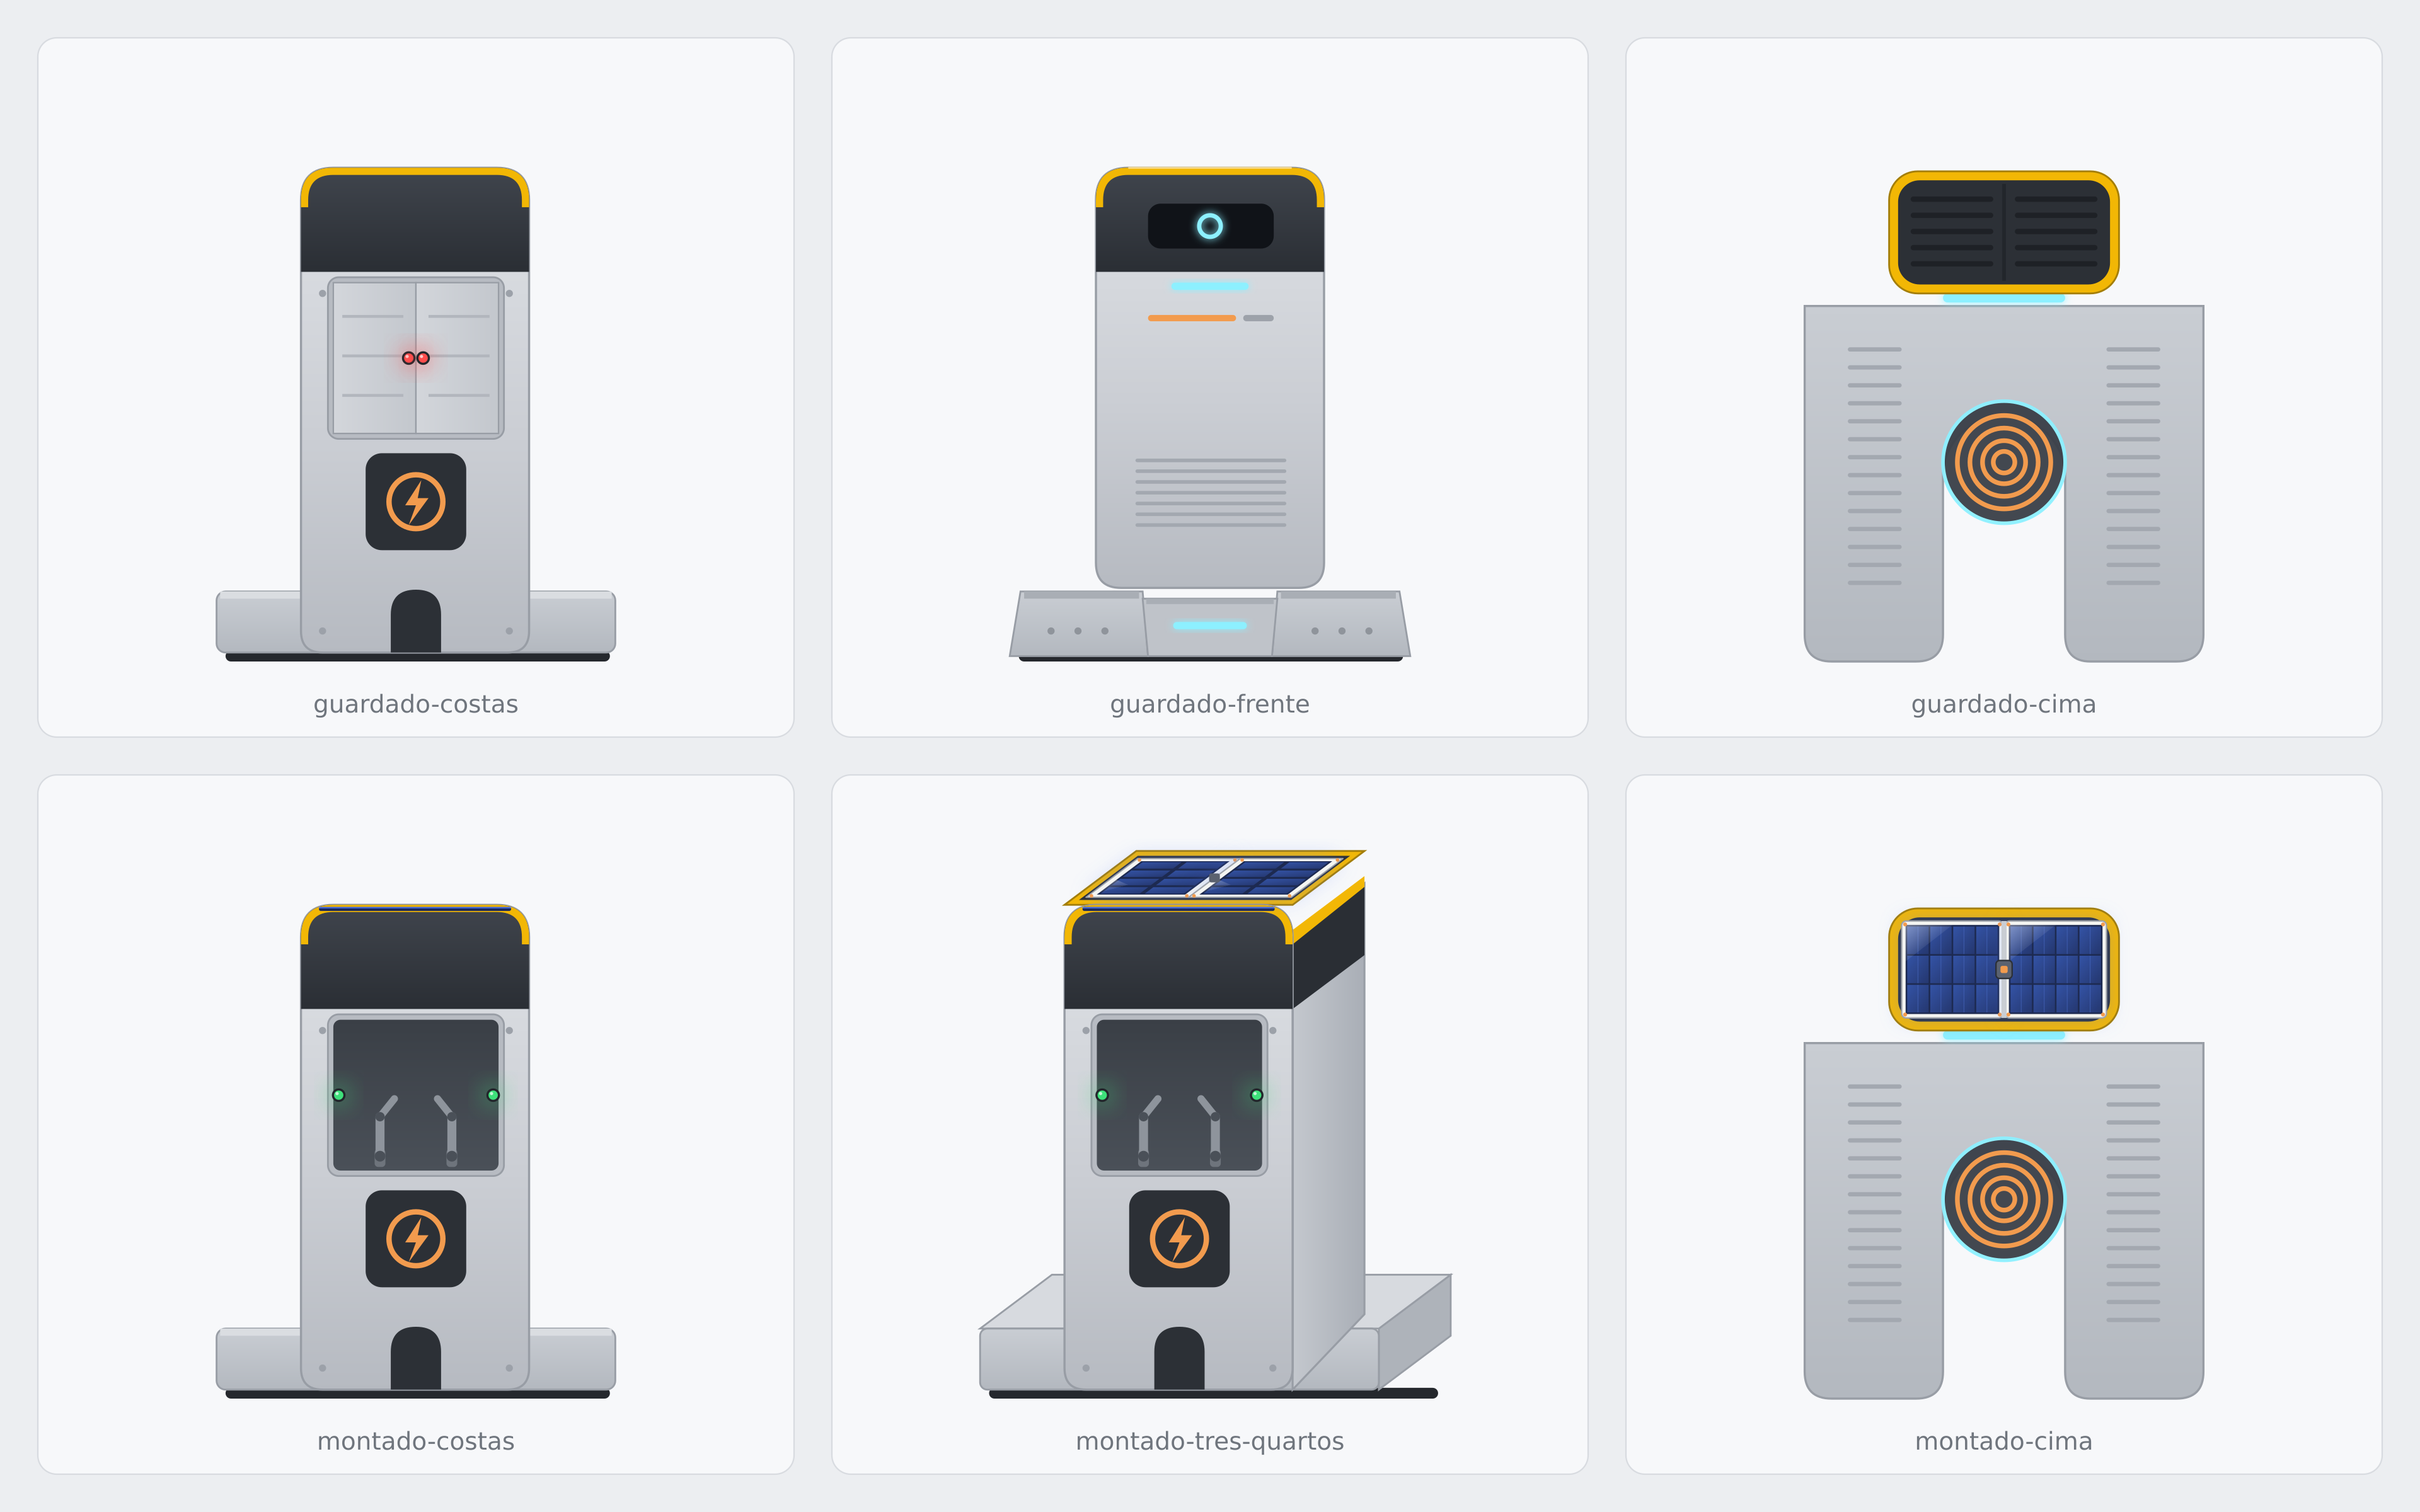 guardado-costas
guardado-frente
guardado-cima
montado-costas
montado-tres-quartos
montado-cima